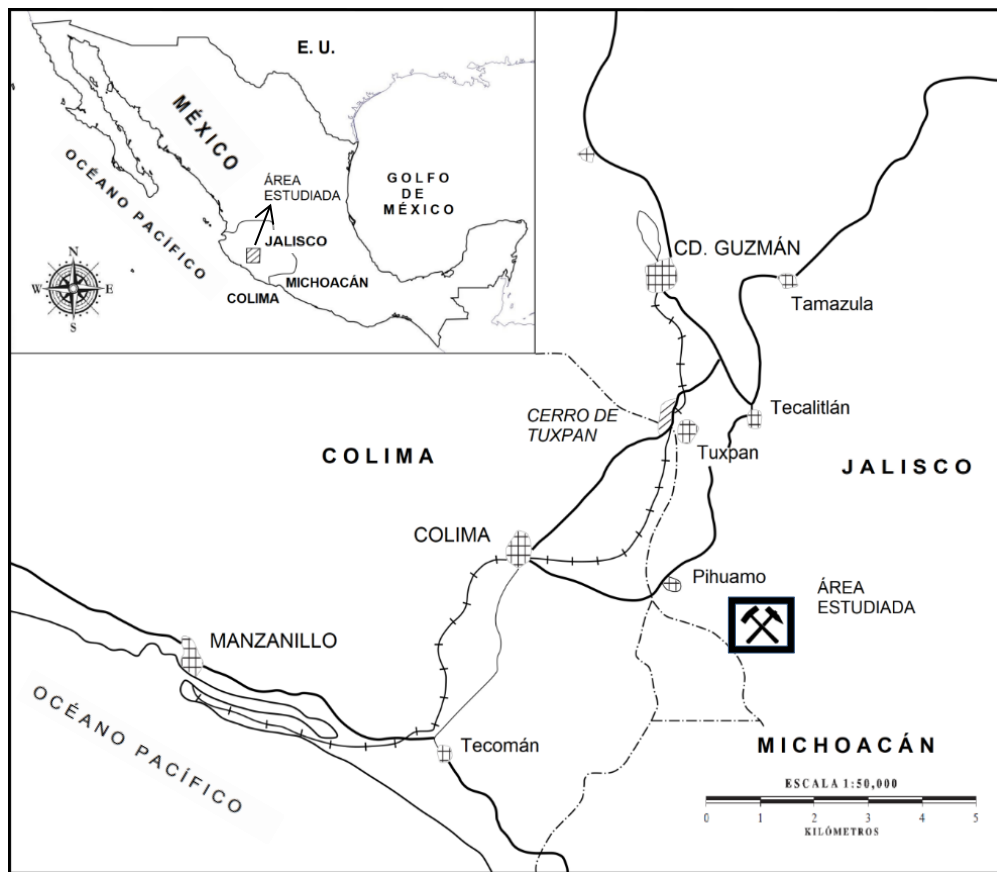 E. U.
MÉXICO
OCÉANO PACÍFICO
ÁREA
ESTUDIADA
GOLFO
DE
MÉXICO
JALISCO
MICHOACÁN
COLIMA
N
W
E
S
CD. GUZMÁN
Tamazula
CERRO DE
TUXPAN
Tecalitlán
Tuxpan
COLIMA
JALISCO
COLIMA
Pihuamo
ÁREA
ESTUDIADA
MANZANILLO
OCÉANO PACÍFICO
Tecomán
MICHOACÁN
ESCALA 1:50,000
0 1 2 3 4 5
KILÓMETROS